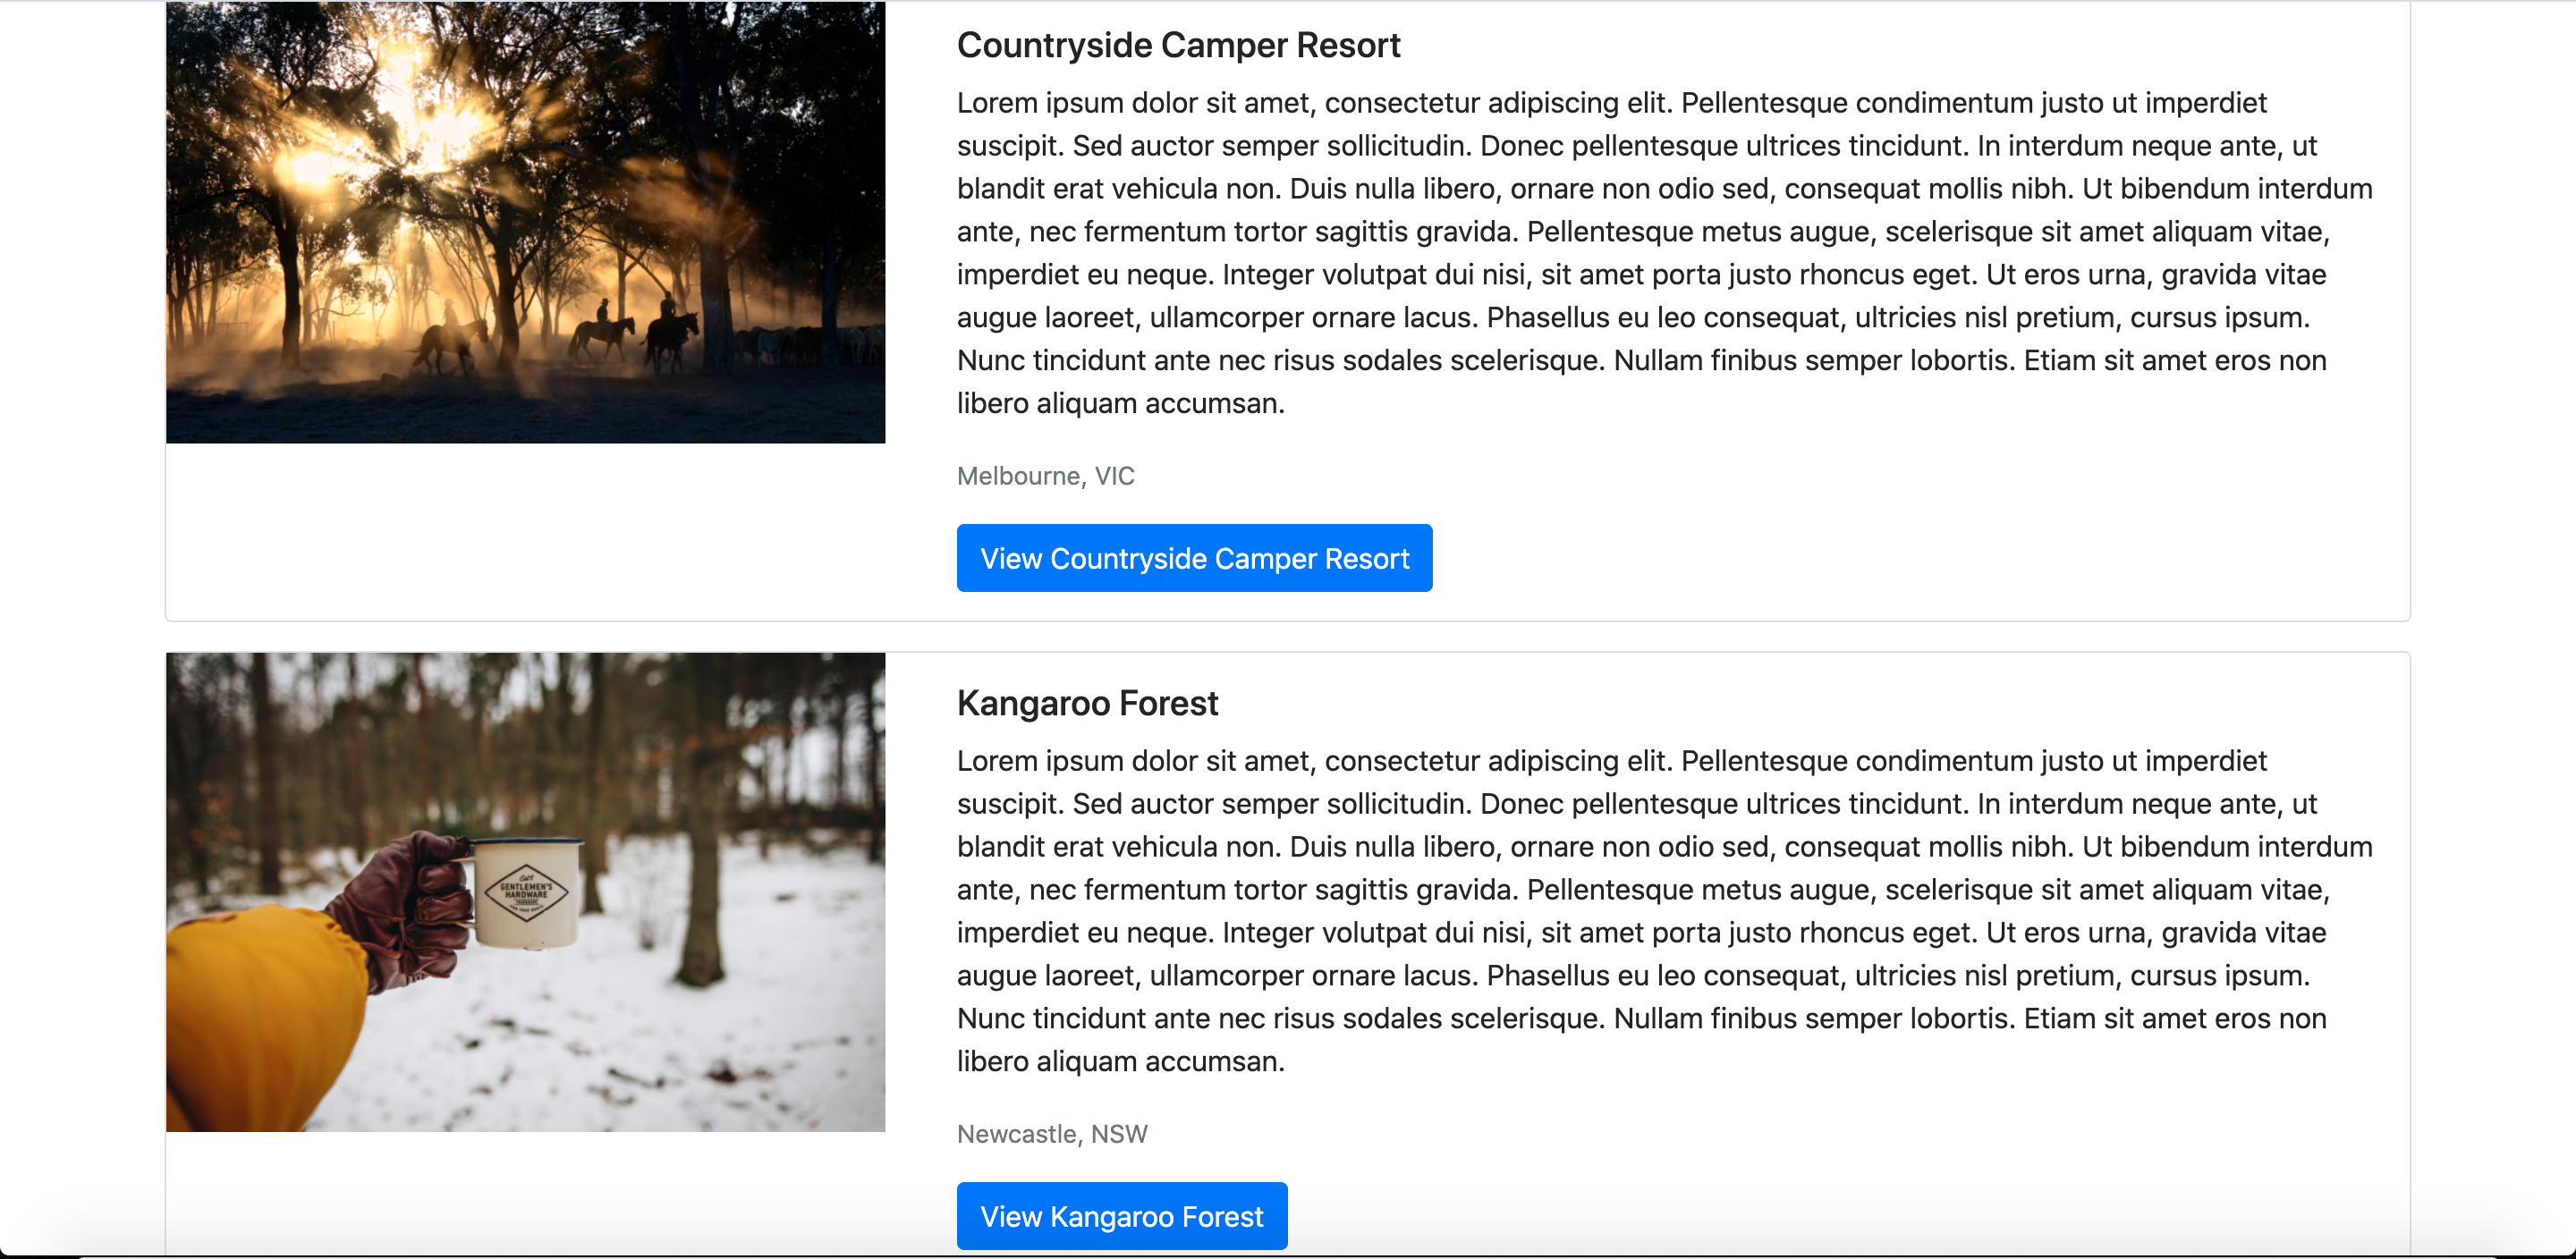 Countryside Camper Resort
Lorem ipsum dolor sit amet, consectetur adipiscing elit. Pellentesque condimentum justo ut imperdiet
suscipit. Sed auctor semper sollicitudin. Donec pellentesque ultrices tincidunt. In interdum neque ante, ut
blandit erat vehicula non. Duis nulla libero, ornare non odio sed, consequat mollis nibh. Ut bibendum interdum
ante, nec fermentum tortor sagittis gravida. Pellentesque metus augue, scelerisque sit amet aliquam vitae,
imperdiet eu neque. Integer volutpat dui nisi, sit amet porta justo rhoncus eget. Ut eros urna, gravida vitae
augue laoreet, ullamcorper ornare lacus. Phasellus eu leo consequat, ultricies nisl pretium, cursus ipsum.
Nunc tincidunt ante nec risus sodales scelerisque. Nullam finibus semper lobortis. Etiam sit amet eros non
libero aliquam accumsan.
Melbourne, VIC
View Countryside Camper Resort
GENTLEMEN'S
HARDWARE
Kangaroo Forest
Lorem ipsum dolor sit amet, consectetur adipiscing elit. Pellentesque condimentum justo ut imperdiet
suscipit. Sed auctor semper sollicitudin. Donec pellentesque ultrices tincidunt. In interdum neque ante, ut
blandit erat vehicula non. Duis nulla libero, ornare non odio sed, consequat mollis nibh. Ut bibendum interdum
ante, nec fermentum tortor sagittis gravida. Pellentesque metus augue, scelerisque sit amet aliquam vitae,
imperdiet eu neque. Integer volutpat dui nisi, sit amet porta justo rhoncus eget. Ut eros urna, gravida vitae
augue laoreet, ullamcorper ornare lacus. Phasellus eu leo consequat, ultricies nisl pretium, cursus ipsum.
Nunc tincidunt ante nec risus sodales scelerisque. Nullam finibus semper lobortis. Etiam sit amet eros non
libero aliquam accumsan.
Newcastle, NSW
View Kangaroo Forest